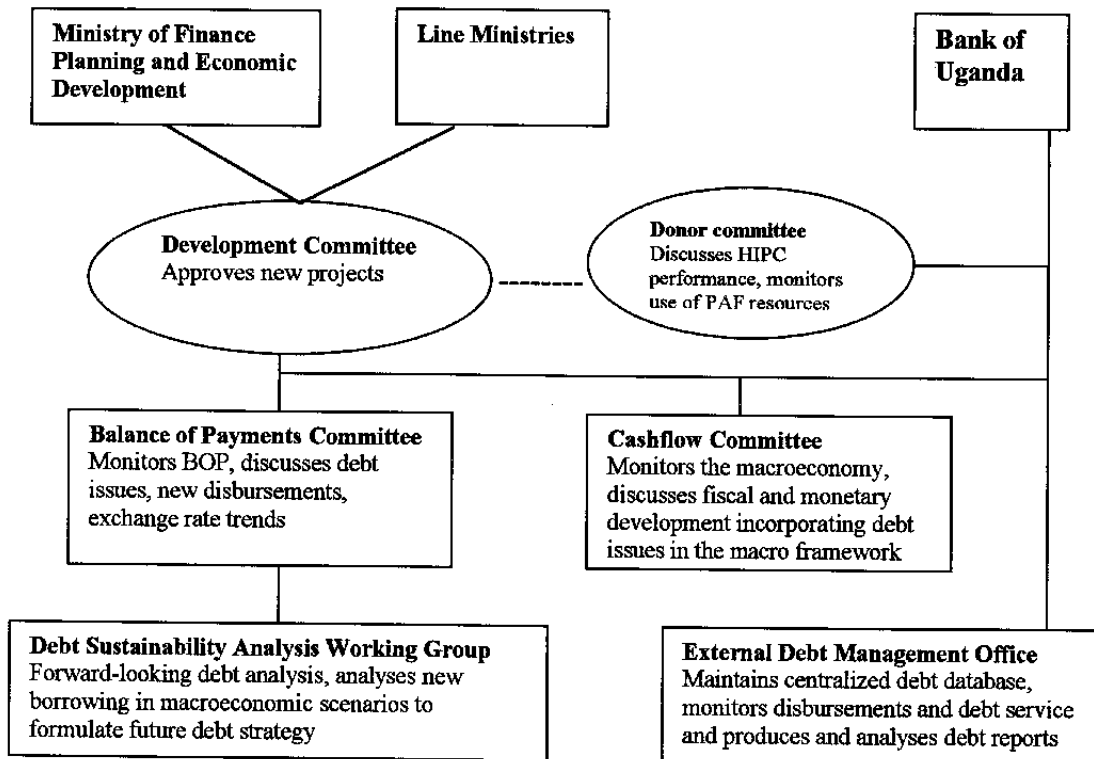 Ministry of Finance
Planning and Economic
Development
Line Ministries
Bank of
Uganda
Development Committee
Approves new projects
Donor committee
Discusses HIPC
performance, monitors
use of PAF resources
Balance of Payments Committee
Monitors BOP, discusses debt
issues, new disbursements,
exchange rate trends
Cashflow Committee
Monitors the macroeconomy,
discusses fiscal and monetary
development incorporating debt
issues in the macro framework
Debt Sustainability Analysis Working Group
Forward-looking debt analysis, analyses new
borrowing in macroeconomic scenarios to
formulate future debt strategy
External Debt Management Office
Maintains centralized debt database,
monitors disbursements and debt service
and produces and analyses debt reports